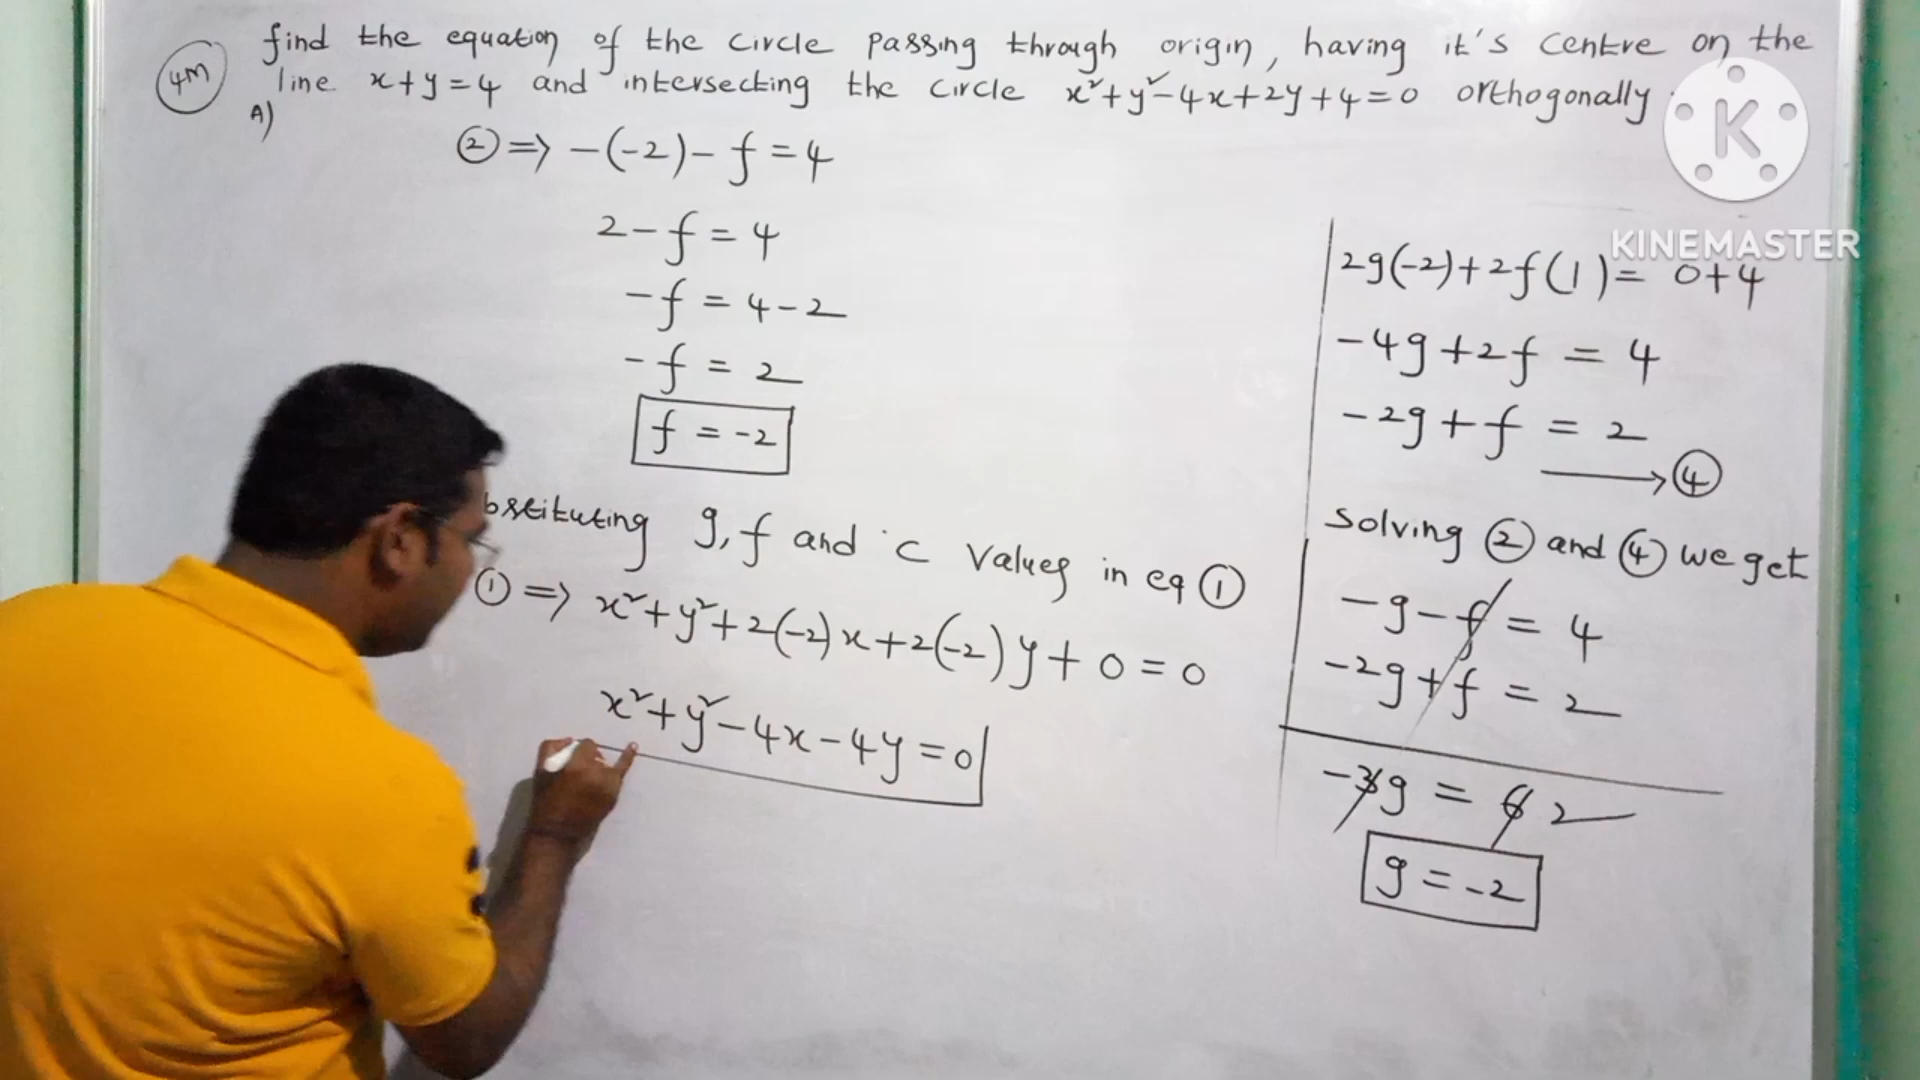 find the equation of the circle passing through origin, having it's centre on the
4M
line x+y=4 and intersecting the circle x²+y²-4x+2y+4=0 orthogonally.
A)
② ⇒ -(-2)-f=4
2-f=4
-f=4-2
-f=2
f=-2
bstituting g,f and c values in eq ①
① ⇒ x²+y²+2(-2)x+2(-2)y+0=0
x²+y²-4x-4y=0
K
KINEMASTER
2g(-2)+2f(1)=0+4
-4g+2f=4
-2g+f=2
→④
Solving ② and ④ we get
-g-f=4
-2g+f=2
-3g=6 2
g=-2